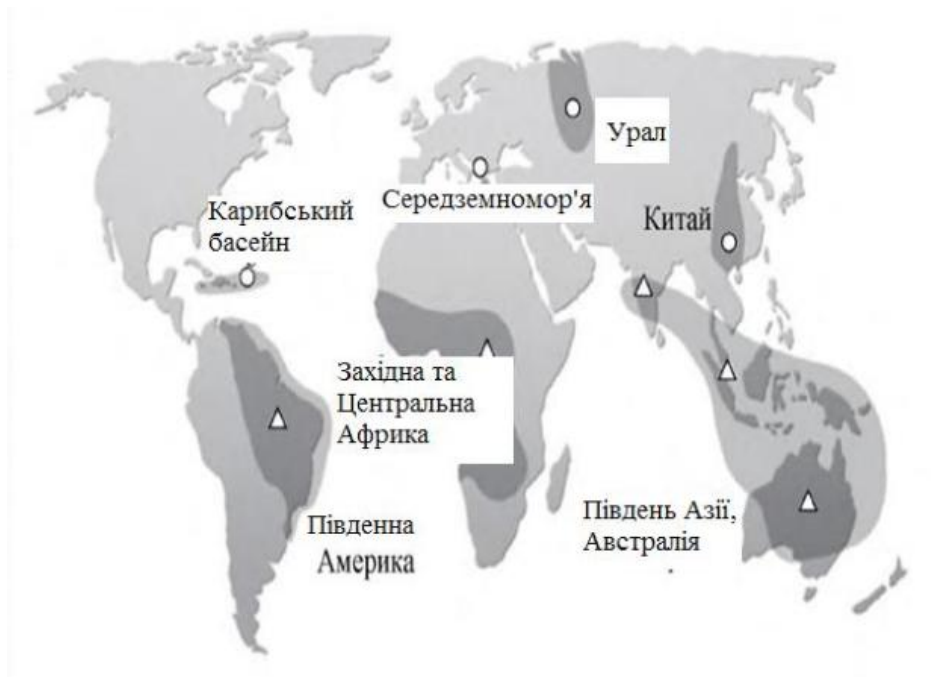 Урал
Середземномор'я
Карибський
басейн
Китай
Західна та
Центральна
Африка
Південна
Америка
Південь Азії,
Австралія